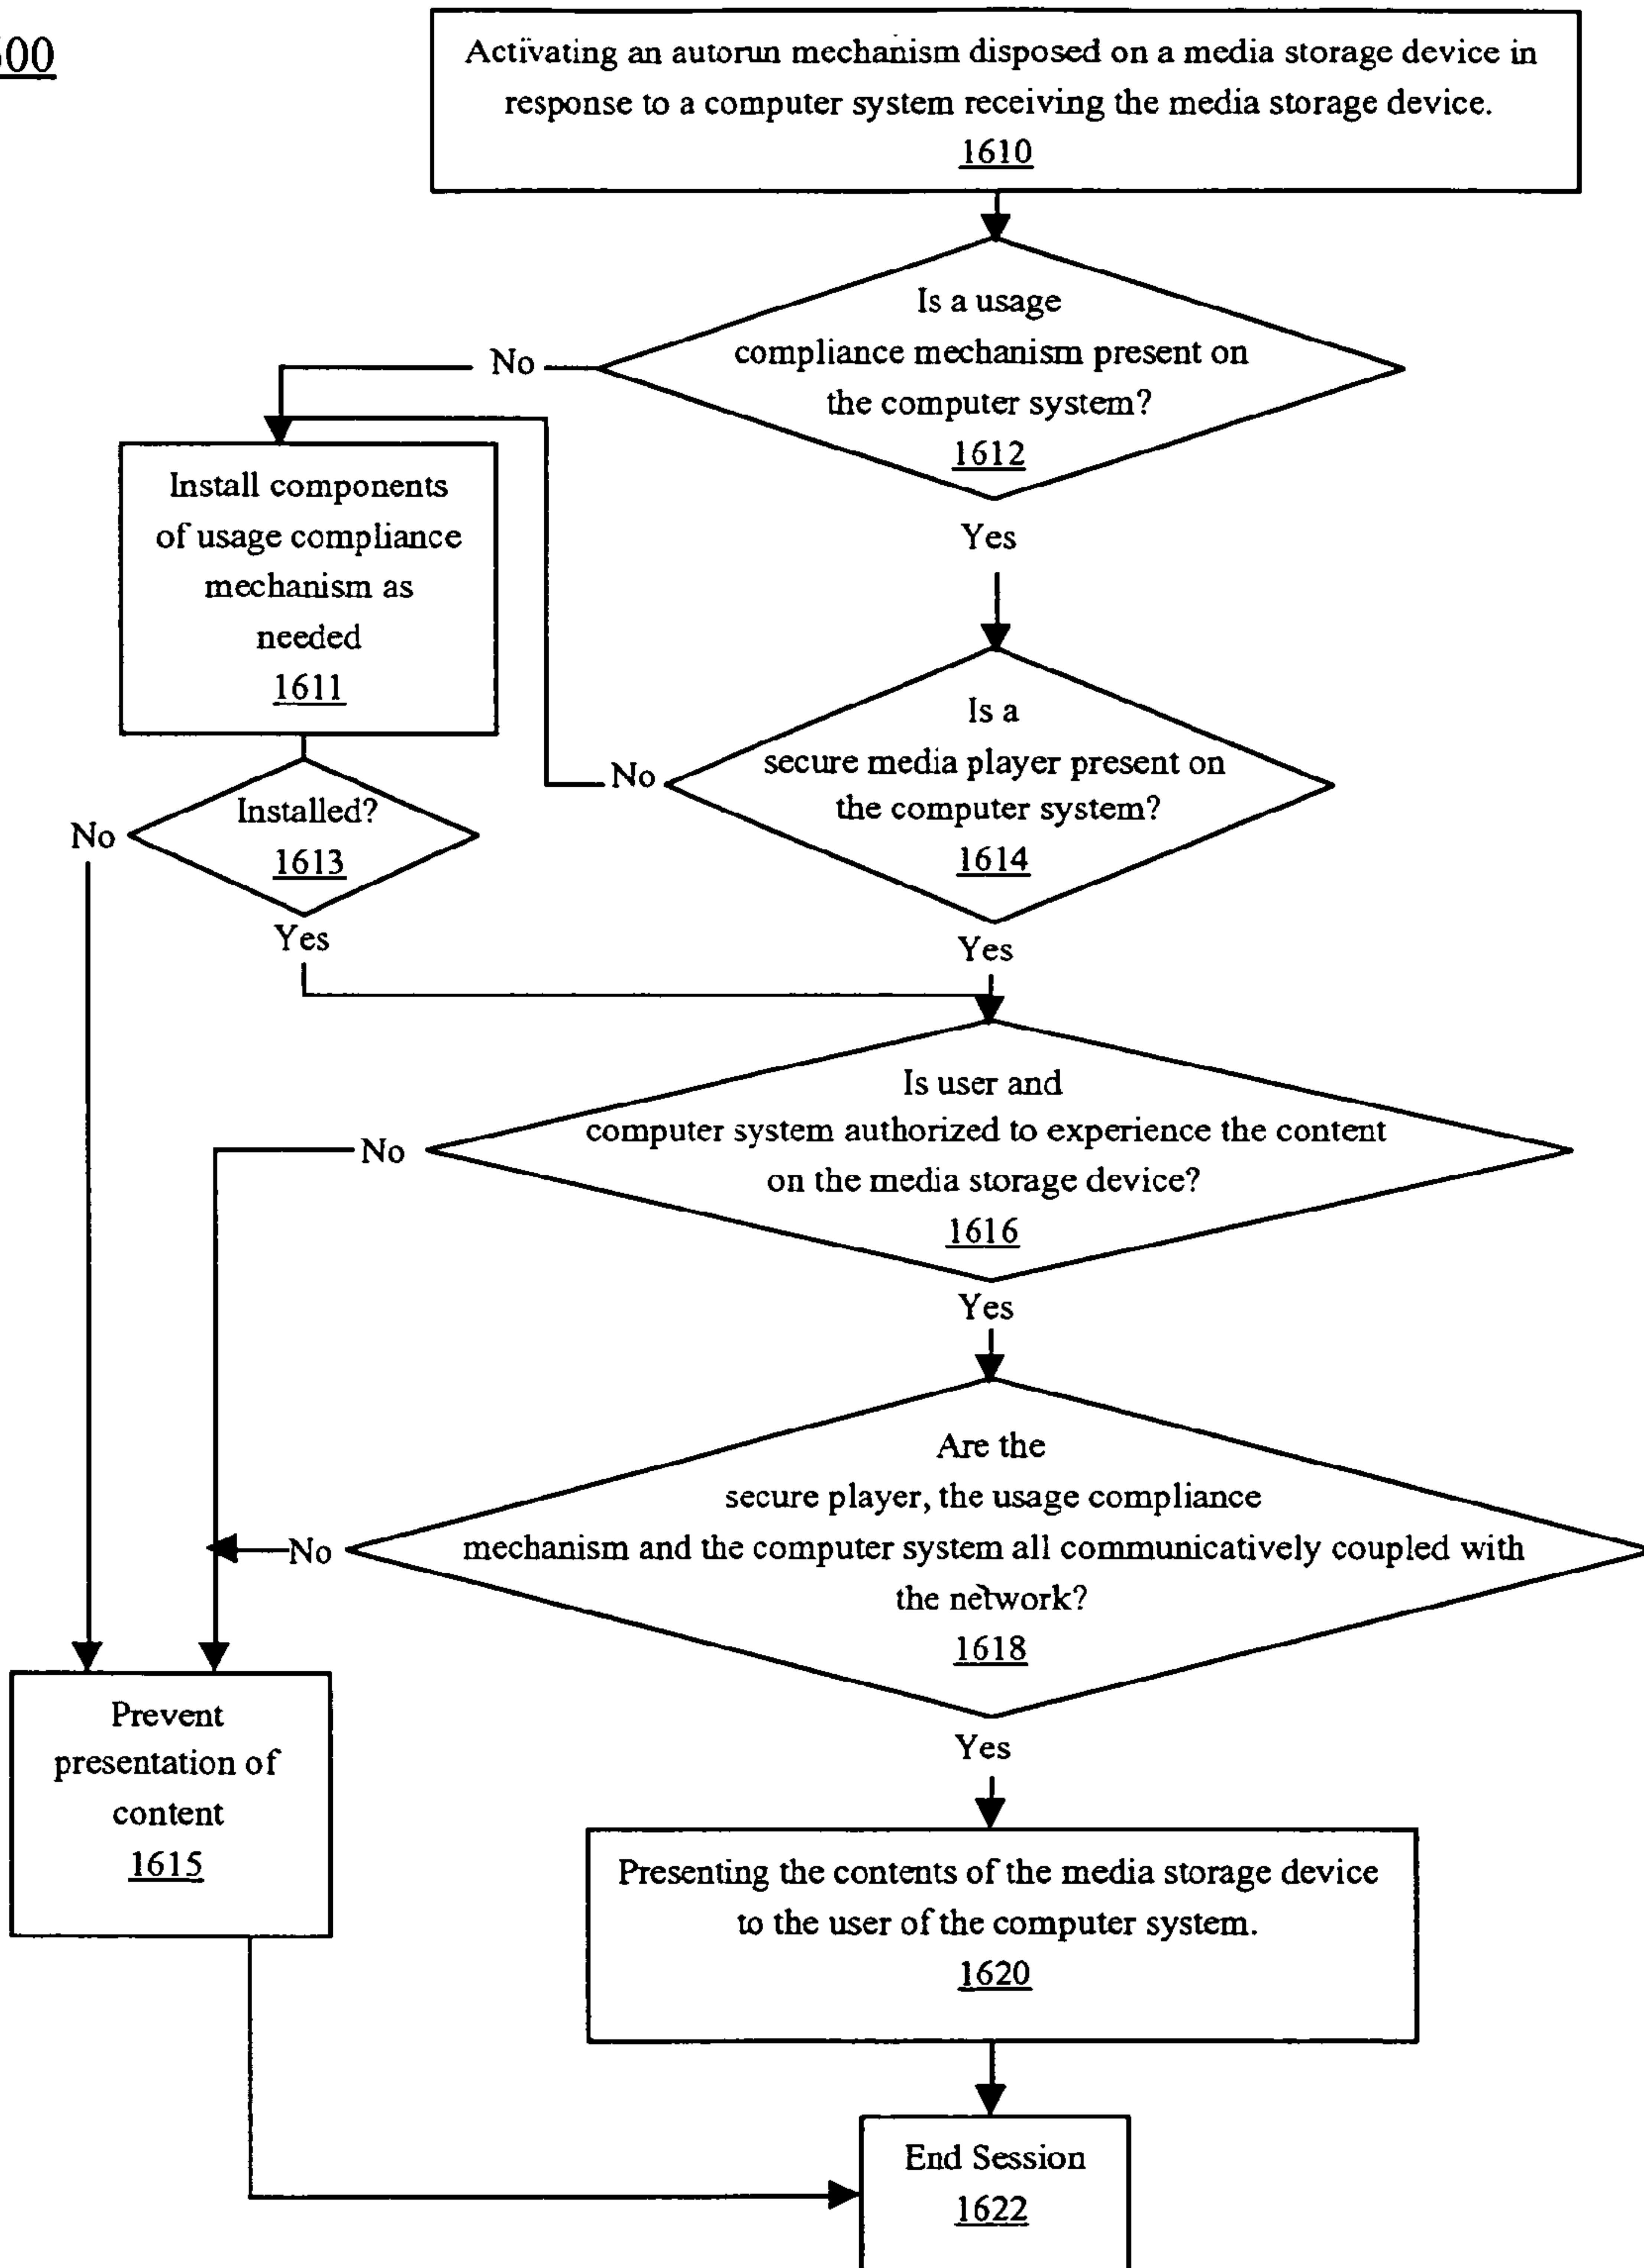 600
Activating an autorun mechanism disposed on a media storage device in
response to a computer system receiving the media storage device.
1610
Is a usage
compliance mechanism present on
the computer system?
1612
No
Yes
Install components
of usage compliance
mechanism as
needed
1611
Is a
secure media player present on
the computer system?
1614
No
Yes
Installed?
1613
No
Yes
Is user and
computer system authorized to experience the content
on the media storage device?
1616
No
Yes
Are the
secure player, the usage compliance
mechanism and the computer system all communicatively coupled with
the network?
1618
No
Yes
Prevent
presentation of
content
1615
Presenting the contents of the media storage device
to the user of the computer system.
1620
End Session
1622